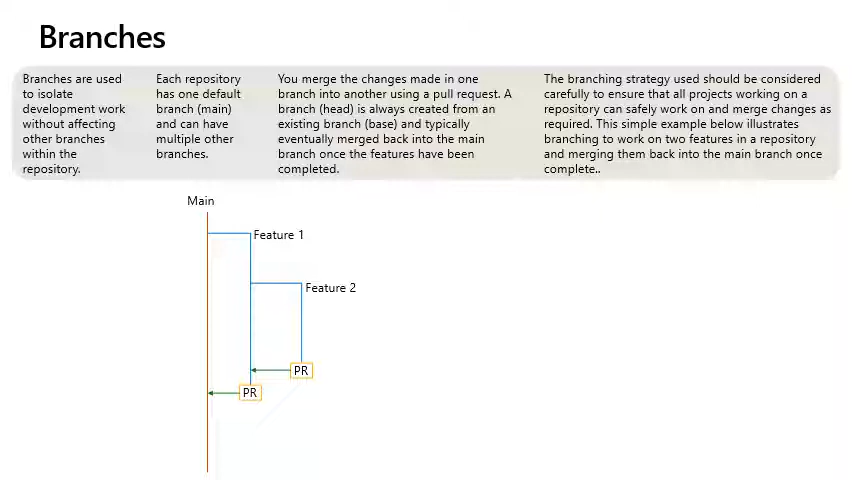 Branches
Branches are used
to isolate
development work
without affecting
other branches
within the
repository.
Each repository
has one default
branch (main)
and can have
multiple other
branches.
You merge the changes made in one
branch into another using a pull request. A
branch (head) is always created from an
existing branch (base) and typically
eventually merged back into the main
branch once the features have been
completed.
The branching strategy used should be considered
carefully to ensure that all projects working on a
repository can safely work on and merge changes as
required. This simple example below illustrates
branching to work on two features in a repository
and merging them back into the main branch once
complete..
Main
Feature 1
Feature 2
PR
PR